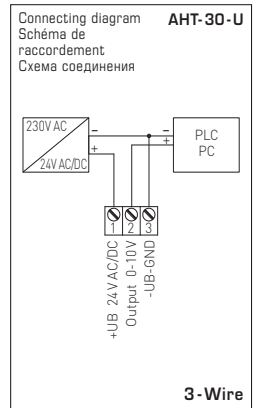 Connecting diagram
AHT-30-U
Schéma de
raccordement
Схема соединения
230V AC
24V AC/DC
–
+
–
+
PLC
PC
1 2 3
+UB 24V AC/DC
Output 0-10V
-UB-GND
3-Wire